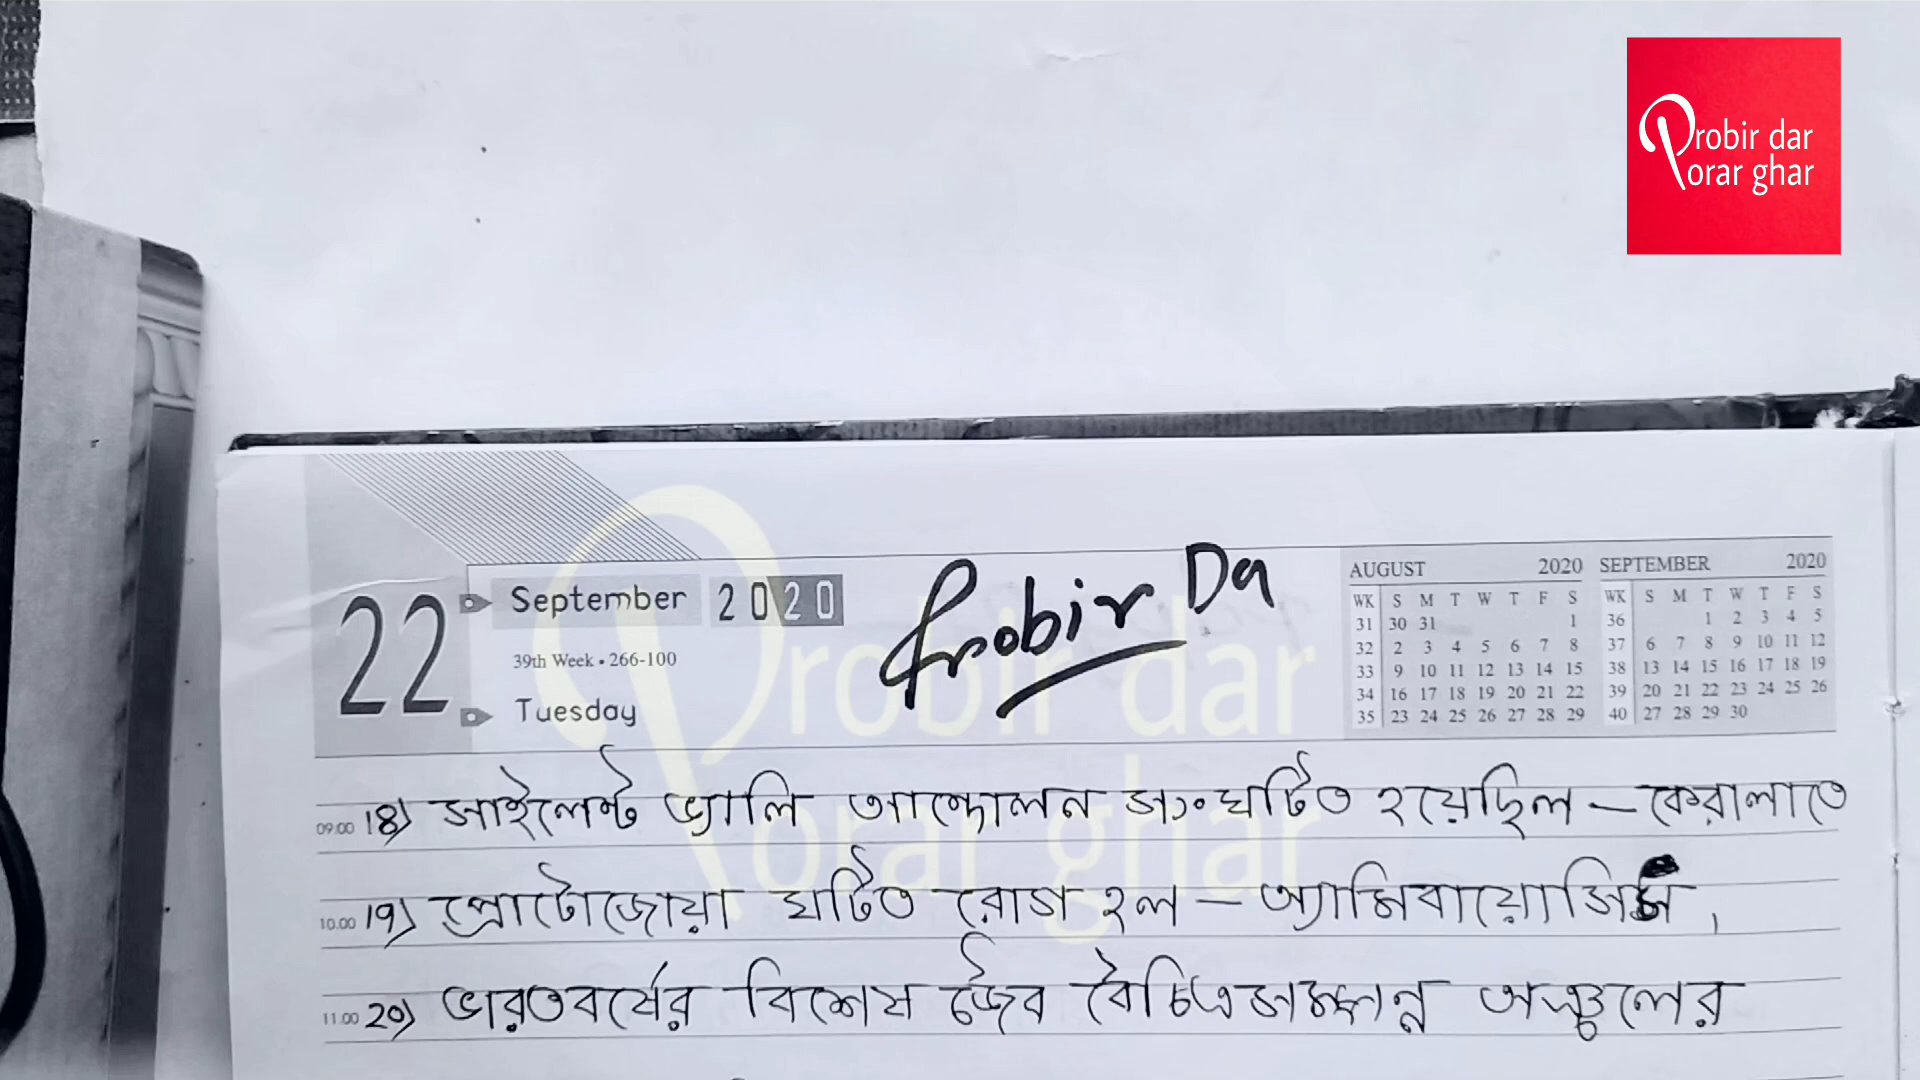 Probir dar
Porar ghar
22 September 2020
39th Week • 266-100
Tuesday
Probir Da
AUGUST 2020
WK S M T W T F S
31 30 31 1
32 2 3 4 5 6 7 8
33 9 10 11 12 13 14 15
34 16 17 18 19 20 21 22
35 23 24 25 26 27 28 29
SEPTEMBER 2020
WK S M T W T F S
36 1 2 3 4 5
37 6 7 8 9 10 11 12
38 13 14 15 16 17 18 19
39 20 21 22 23 24 25 26
40 27 28 29 30
Probir dar
Porar ghar
09.00 18) সাইলেন্ট ভ্যালি আন্দোলন সংঘটিত হয়েছিল – কেরালাতে
10.00 19) প্রোটোজোয়া ঘটিত রোগ হল – অ্যামিবায়োসিস,
11.00 20) ভারতবর্ষের বিশেষ জৈব বৈচিত্রসম্পন্ন অঞ্চলের